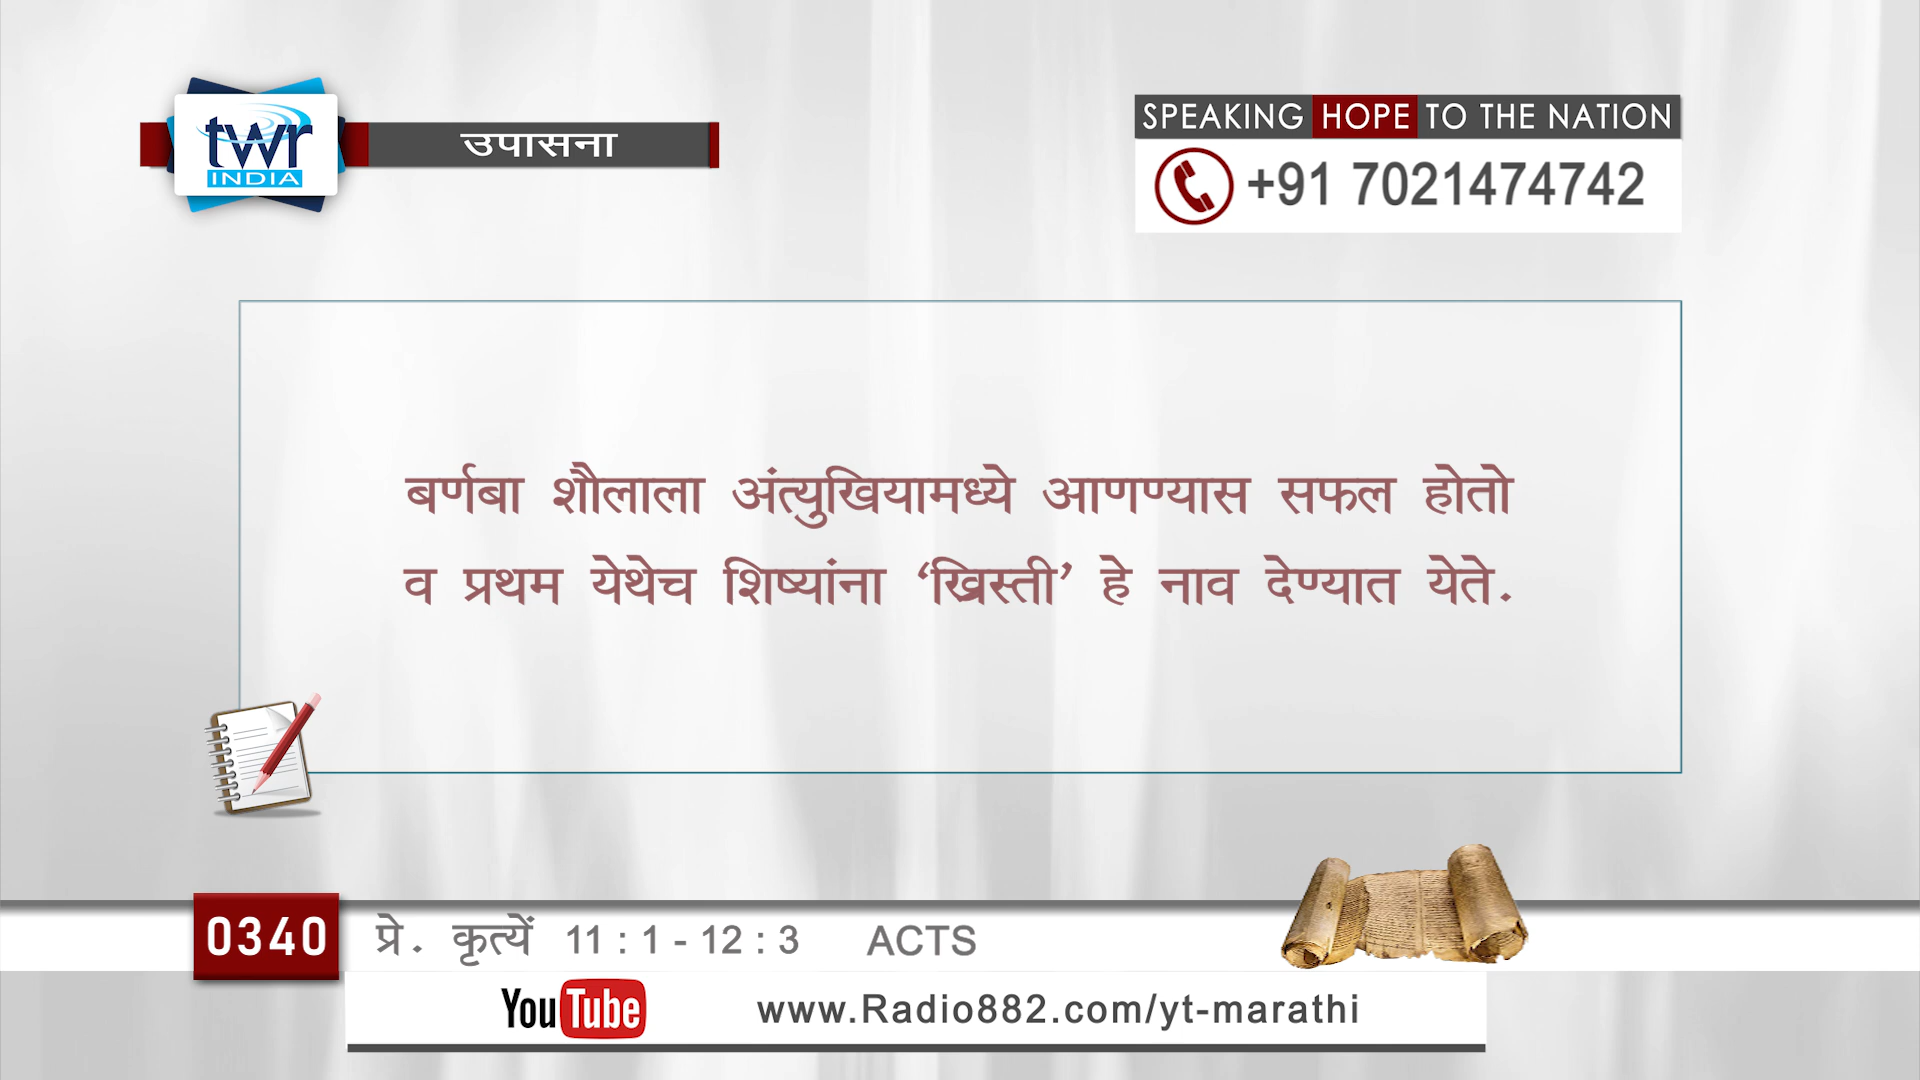 twr
INDIA
उपासना
SPEAKING HOPE TO THE NATION
+91 7021474742
बर्णबा शौलाला अंत्युखियामध्ये आणण्यास सफल होतो
व प्रथम येथेच शिष्यांना ‘ख्रिस्ती’ हे नाव देण्यात येते.
0340 प्रे. कृत्यें 11 : 1 - 12 : 3 ACTS
YouTube www.Radio882.com/yt-marathi